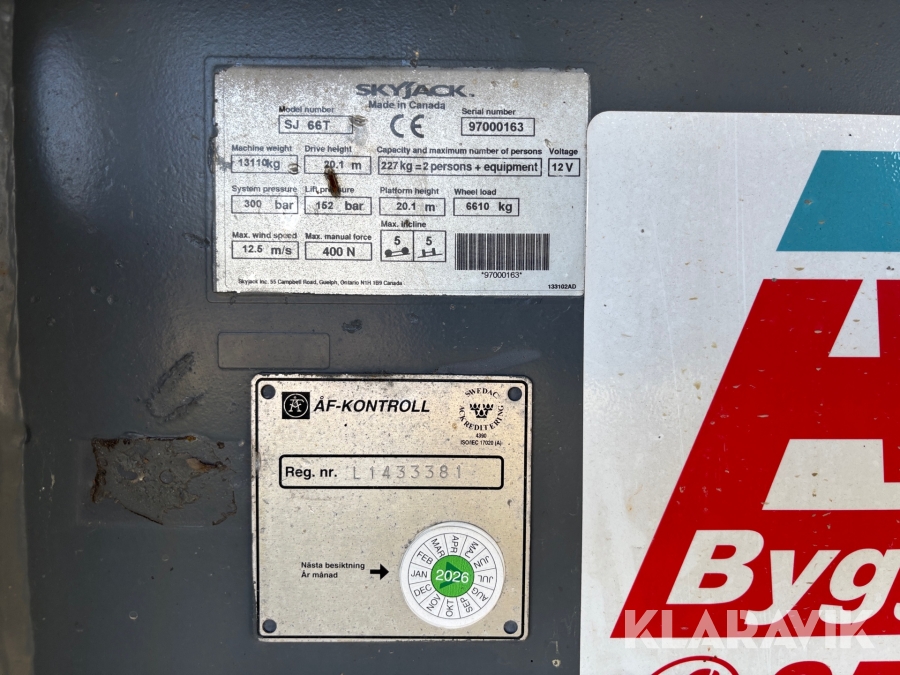 SKYJACK
Made in Canada
Model number
SJ 66T
CE
Serial number
97000163
Machine weight
13110kg
Drive height
20.1 m
Capacity and maximum number of persons
227 kg = 2 persons + equipment
Voltage
12 V
System pressure
300 bar
Lift pressure
152 bar
Platform height
20.1 m
Wheel load
6610 kg
Max. wind speed
12.5 m/s
Max. manual force
400 N
Max. incline
5 5
*97000163*
Skyjack Inc. 55 Campbell Road, Guelph, Ontario N1H 1B9 Canada
133102AD
ÅF
ÅF-KONTROLL
SWEDAC
ACKREDITERING
4390
ISO/IEC 17020 (A)
Reg. nr. L1433381
Nästa besiktning
År månad
JAN FEB MAR APR MAJ JUN JUL AUG SEP OKT NOV DEC
2026
Byg
KLARAVIK